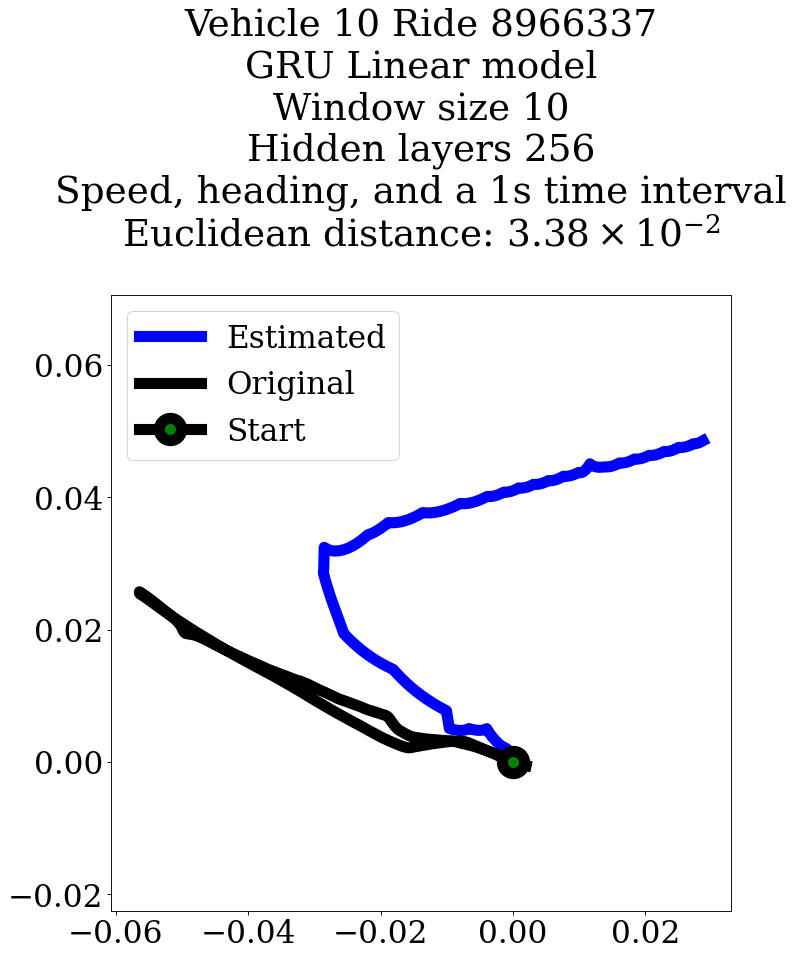 Vehicle 10 Ride 8966337
GRU Linear model
Window size 10
Hidden layers 256
Speed, heading, and a 1s time interval
Euclidean distance: 3.38 × 10⁻²
Estimated
Original
Start
0.06
0.04
0.02
0.00
−0.02
−0.06 −0.04 −0.02 0.00 0.02